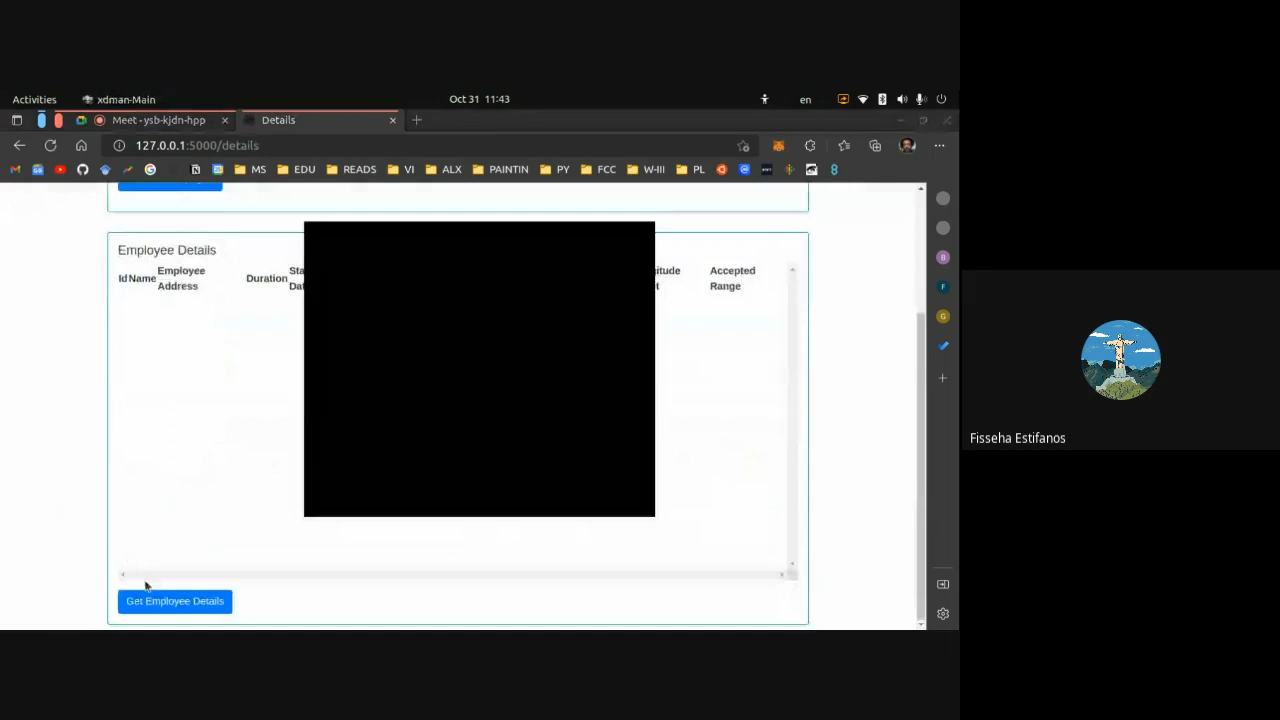 Activities
xdman-Main
Oct 31 11:43
en
Meet - ysb-kjdn-hpp
Details
127.0.0.1:5000/details
MS
EDU
READS
VI
ALX
PAINTIN
PY
FCC
W-III
PL
Employee Details
Id Name Employee Address Duration
Accepted Range
B
F
G
Get Employee Details
Fisseha Estifanos